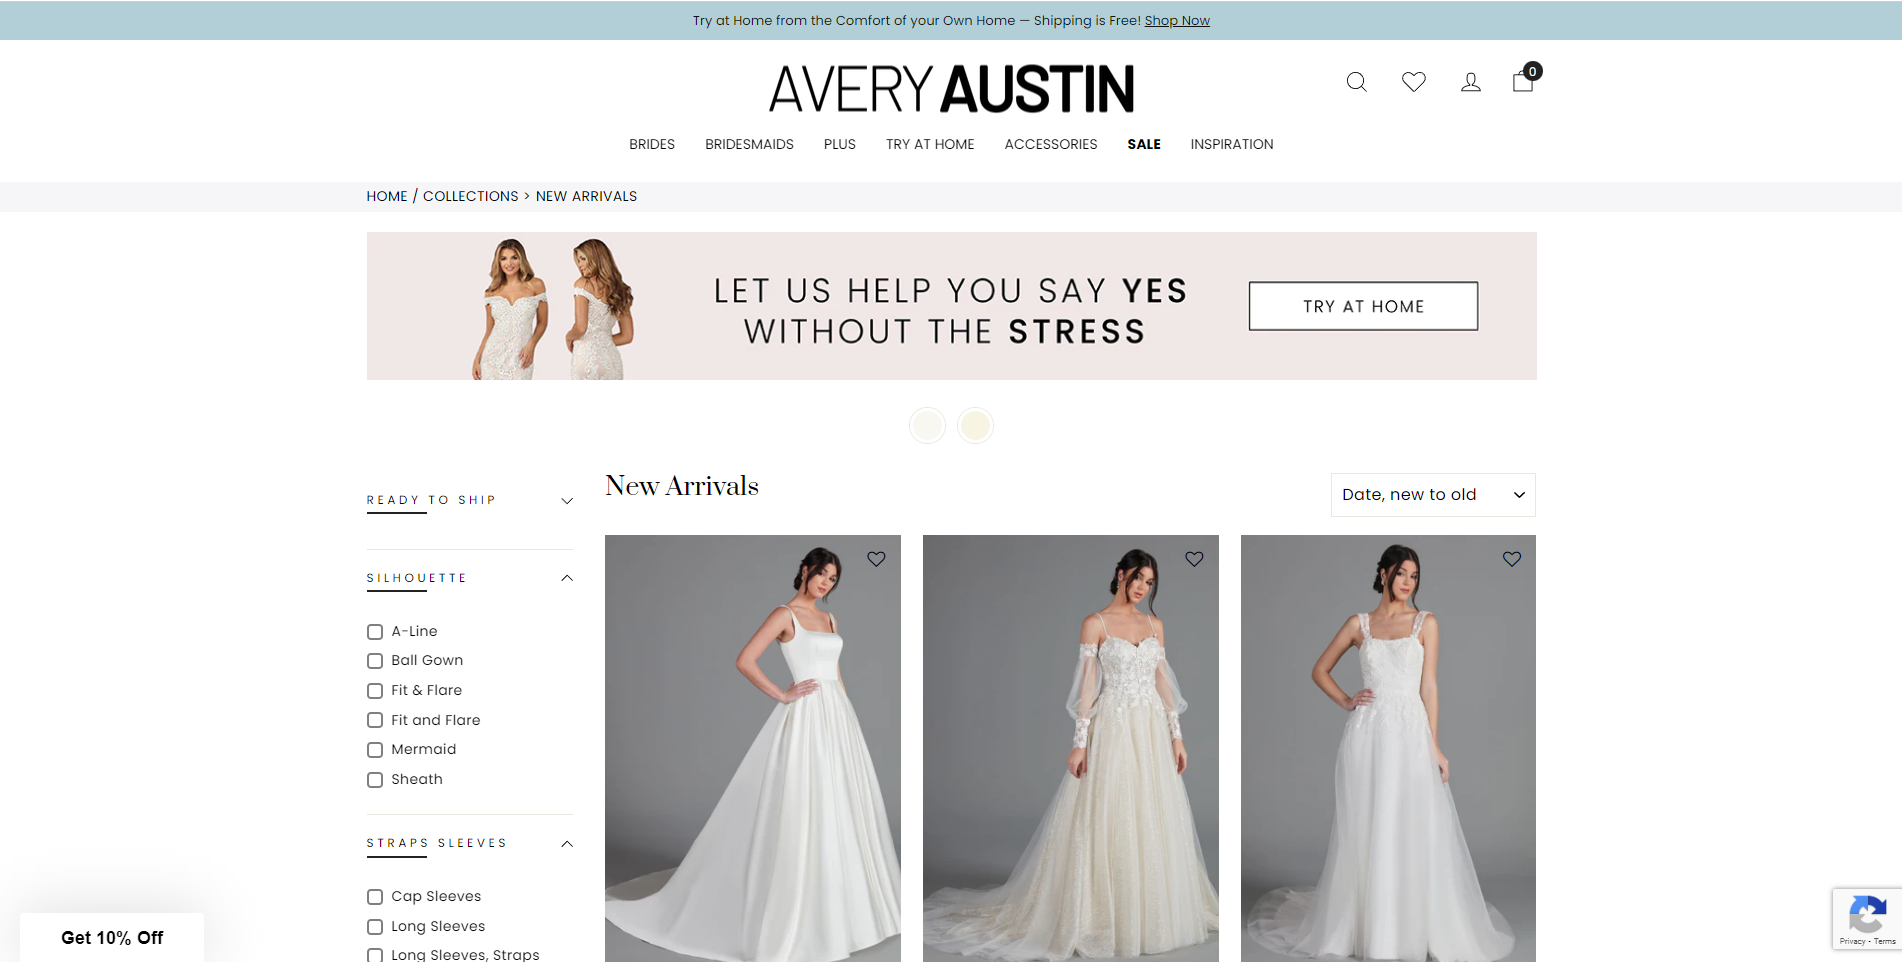 Try at Home from the Comfort of your Own Home — Shipping is Free! Shop Now
AVERY AUSTIN
0
BRIDES BRIDESMAIDS PLUS TRY AT HOME ACCESSORIES SALE INSPIRATION
HOME / COLLECTIONS > NEW ARRIVALS
LET US HELP YOU SAY YES
WITHOUT THE STRESS
TRY AT HOME
READY TO SHIP
SILHOUETTE
A-Line
Ball Gown
Fit & Flare
Fit and Flare
Mermaid
Sheath
STRAPS SLEEVES
Cap Sleeves
Long Sleeves
Long Sleeves, Straps
New Arrivals
Date, new to old
Get 10% Off
Privacy - Terms